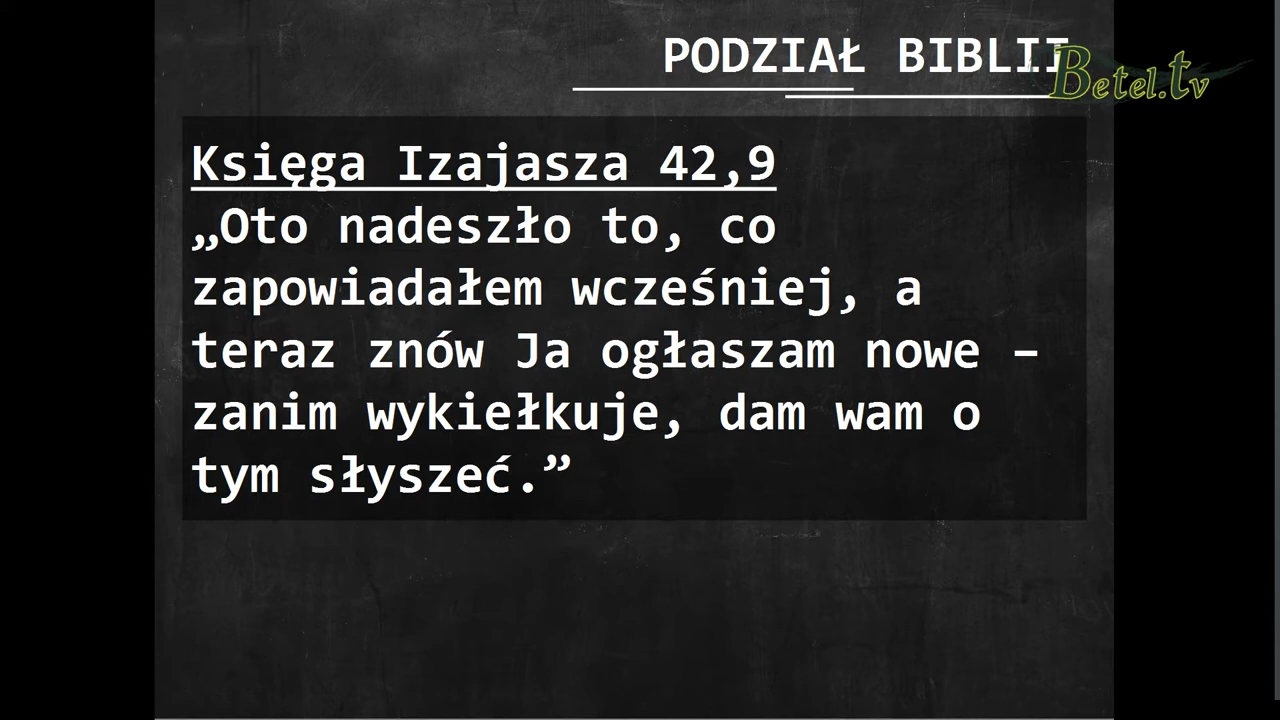 PODZIAŁ BIBLII
Betel.tv
Księga Izajasza 42,9
„Oto nadeszło to, co
zapowiadałem wcześniej, a
teraz znów Ja ogłaszam nowe –
zanim wykiełkuje, dam wam o
tym słyszeć.”